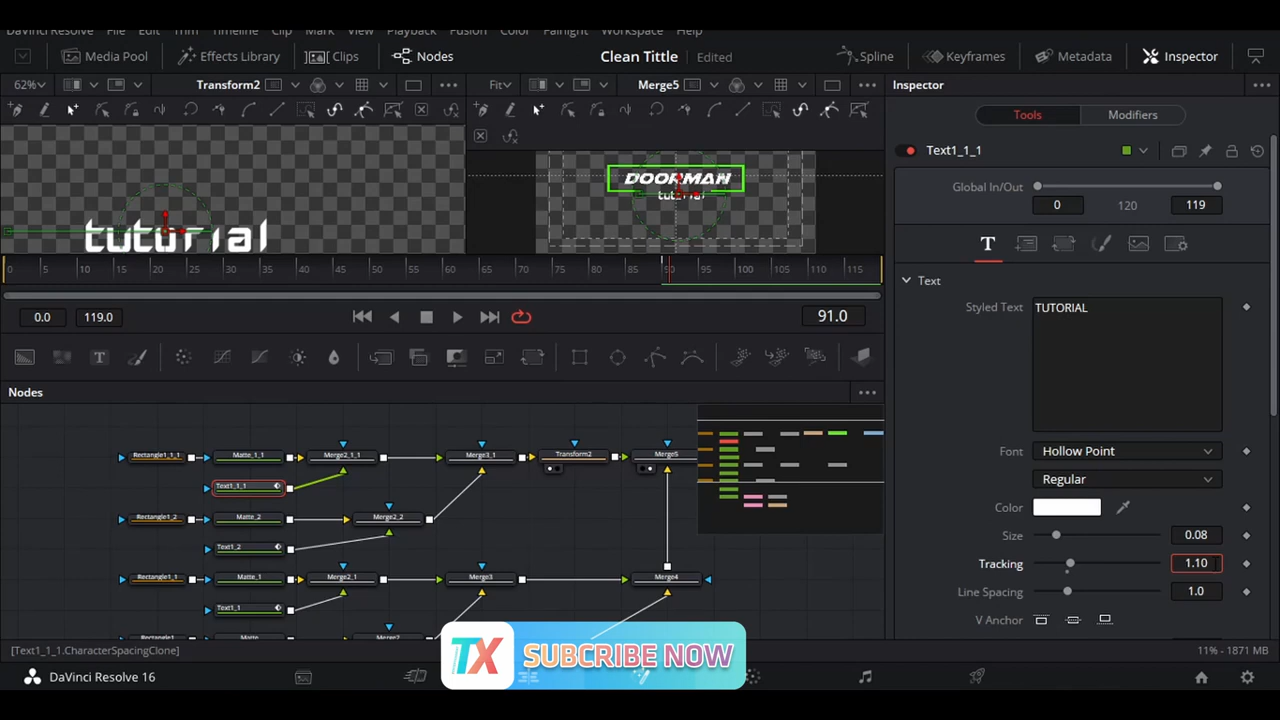 DaVinci Resolve File Edit Trim Timeline Clip Mark View Playback Fusion Color Fairlight Workspace Help
Media Pool Effects Library Clips Nodes Clean Tittle Edited Spline Keyframes Metadata Inspector
62% Transform2 Fit Merge5 Inspector
Tools Modifiers
Text1_1_1
Global In/Out
0 120 119
DOORMAN
tutorial
tutorial
0 5 10 15 20 25 30 35 40 45 50 55 60 65 70 75 80 85 90 95 100 105 110 115
Text
Styled Text TUTORIAL
0.0 119.0 91.0
Nodes
Rectangle1_1_1 Matte_1_1 Merge2_1_1 Merge3_1 Transform2 Merge5
Text1_1_1
Rectangle1_2 Matte_2 Merge2_2
Text1_2
Rectangle1_1 Matte_1 Merge2_1 Merge3 Merge4
Text1_1
Rectangle1 Matte Merge2
Font Hollow Point
Regular
Color
Size 0.08
Tracking 1.10
Line Spacing 1.0
V Anchor
[Text1_1_1.CharacterSpacingClone] 11% - 1871 MB
TX SUBCRIBE NOW
DaVinci Resolve 16